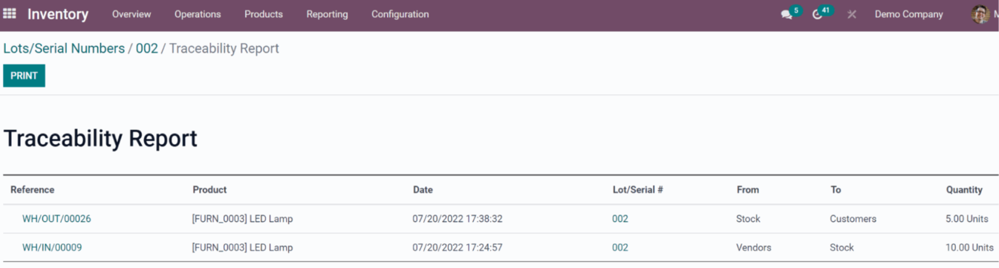 Inventory Overview Operations Products Reporting Configuration 5 41 Demo Company M
Lots/Serial Numbers / 002 / Traceability Report
PRINT
Traceability Report
Reference Product Date Lot/Serial # From To Quantity
WH/OUT/00026 [FURN_0003] LED Lamp 07/20/2022 17:38:32 002 Stock Customers 5.00 Units
WH/IN/00009 [FURN_0003] LED Lamp 07/20/2022 17:24:57 002 Vendors Stock 10.00 Units